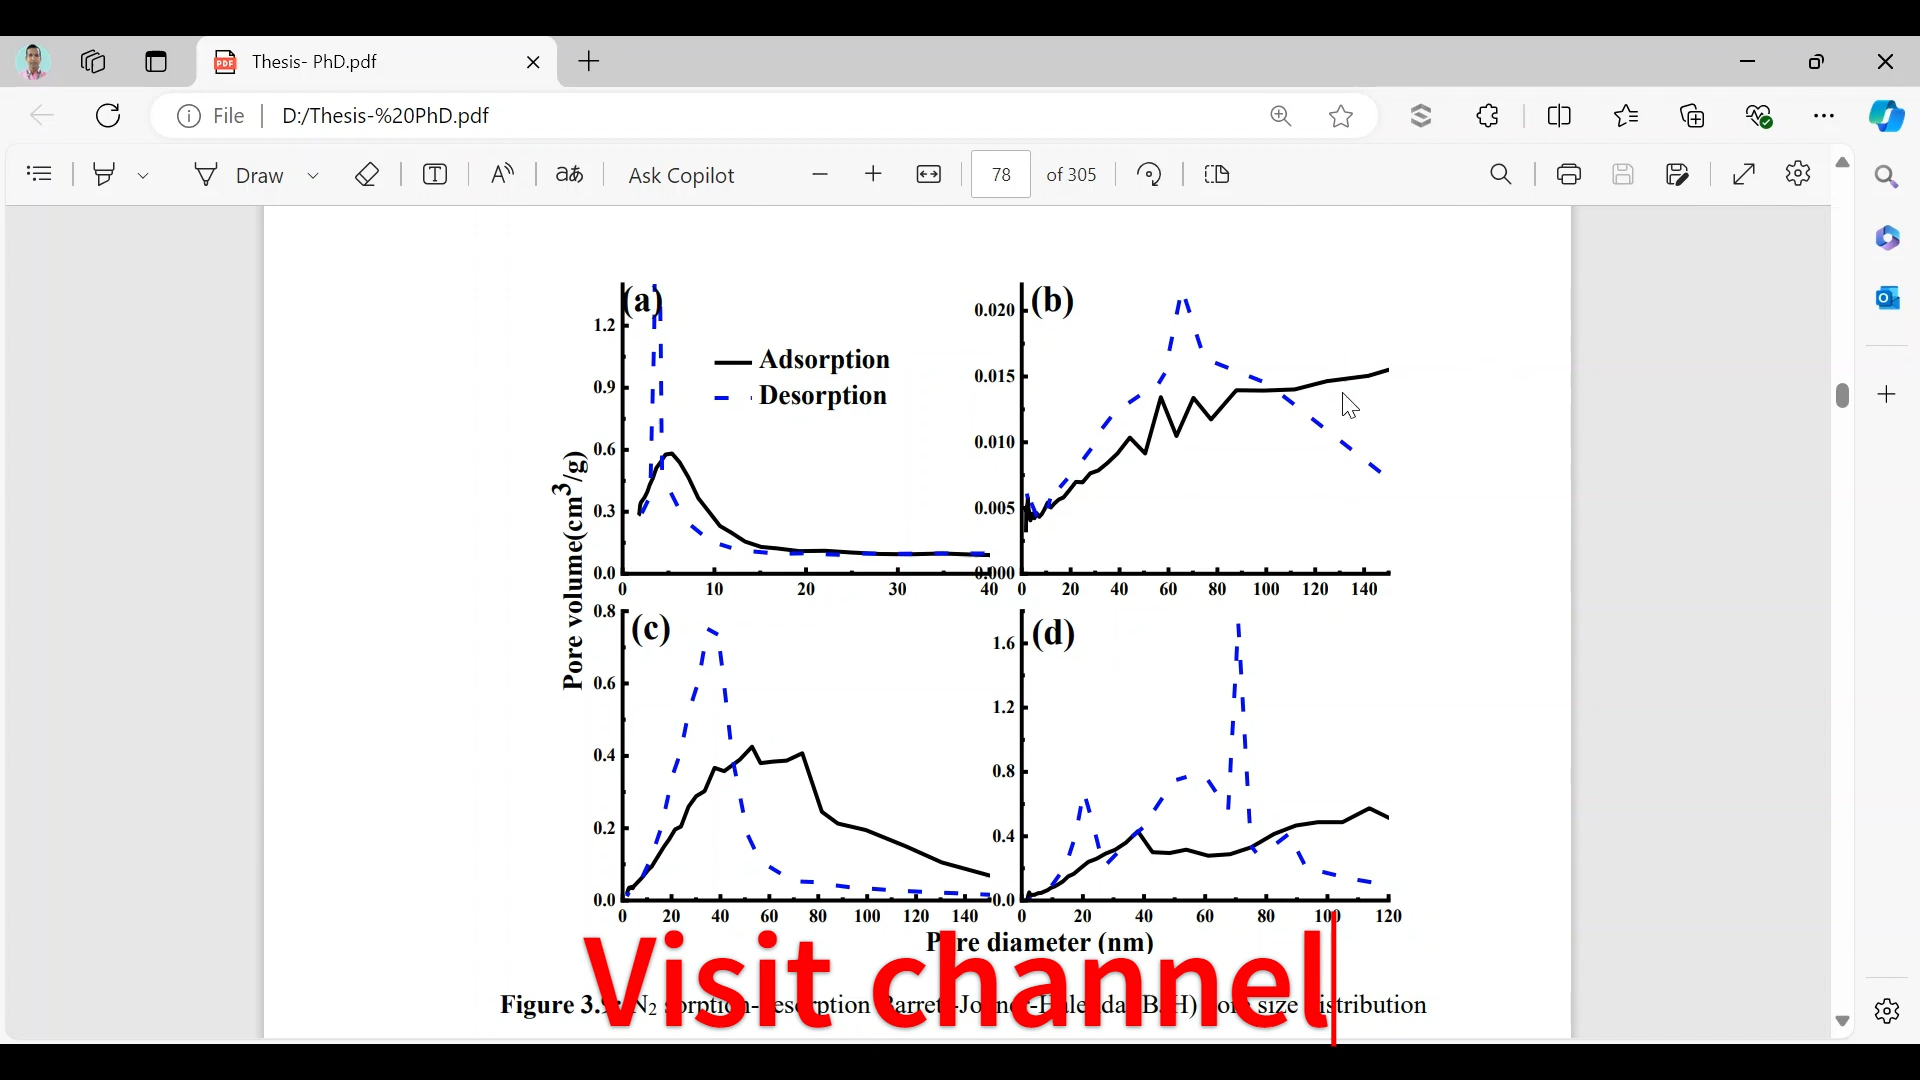 Thesis- PhD.pdf
File D:/Thesis-%20PhD.pdf
Draw
aあ
Ask Copilot
78 of 305
(a)
Adsorption
Desorption
1.2
0.9
0.6
0.3
0.0
0 10 20 30 40
(b)
0.020
0.015
0.010
0.005
0.000
0 20 40 60 80 100 120 140
Pore volume(cm3/g)
(c)
0.8
0.6
0.4
0.2
0.0
0 20 40 60 80 100 120 140
(d)
1.6
1.2
0.8
0.4
0.0
0 20 40 60 80 100 120
diameter (nm)
Visit channel
Figure N2 size